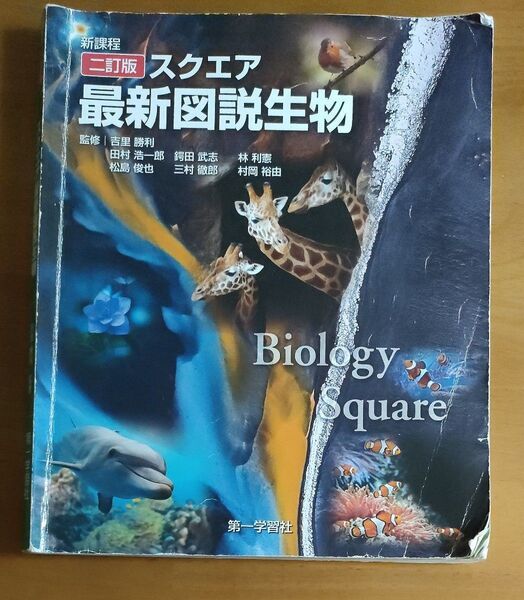 新課程
二訂版 スクエア
最新図説生物
監修 吉里 勝利
田村 浩一郎 鍔田 武志 林 利憲
松島 俊也 三村 徹郎 村岡 裕由
Biology
Square
第一学習社